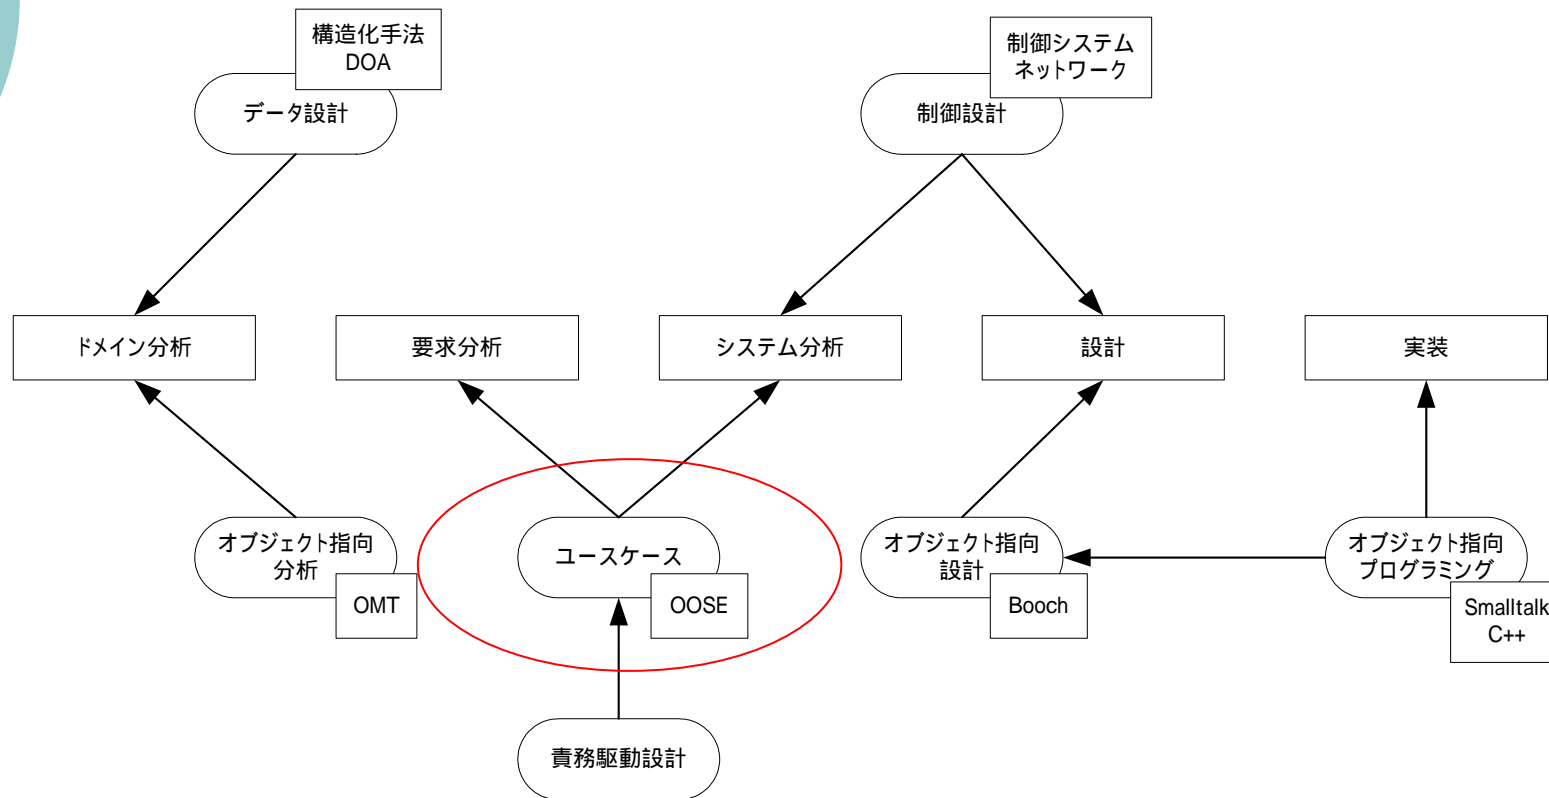 構造化手法
DOA
データ設計
制御システム
ネットワーク
制御設計
ドメイン分析
要求分析
システム分析
設計
実装
オブジェクト指向
分析
OMT
ユースケース
OOSE
オブジェクト指向
設計
Booch
オブジェクト指向
プログラミング
Smalltalk
C++
責務駆動設計